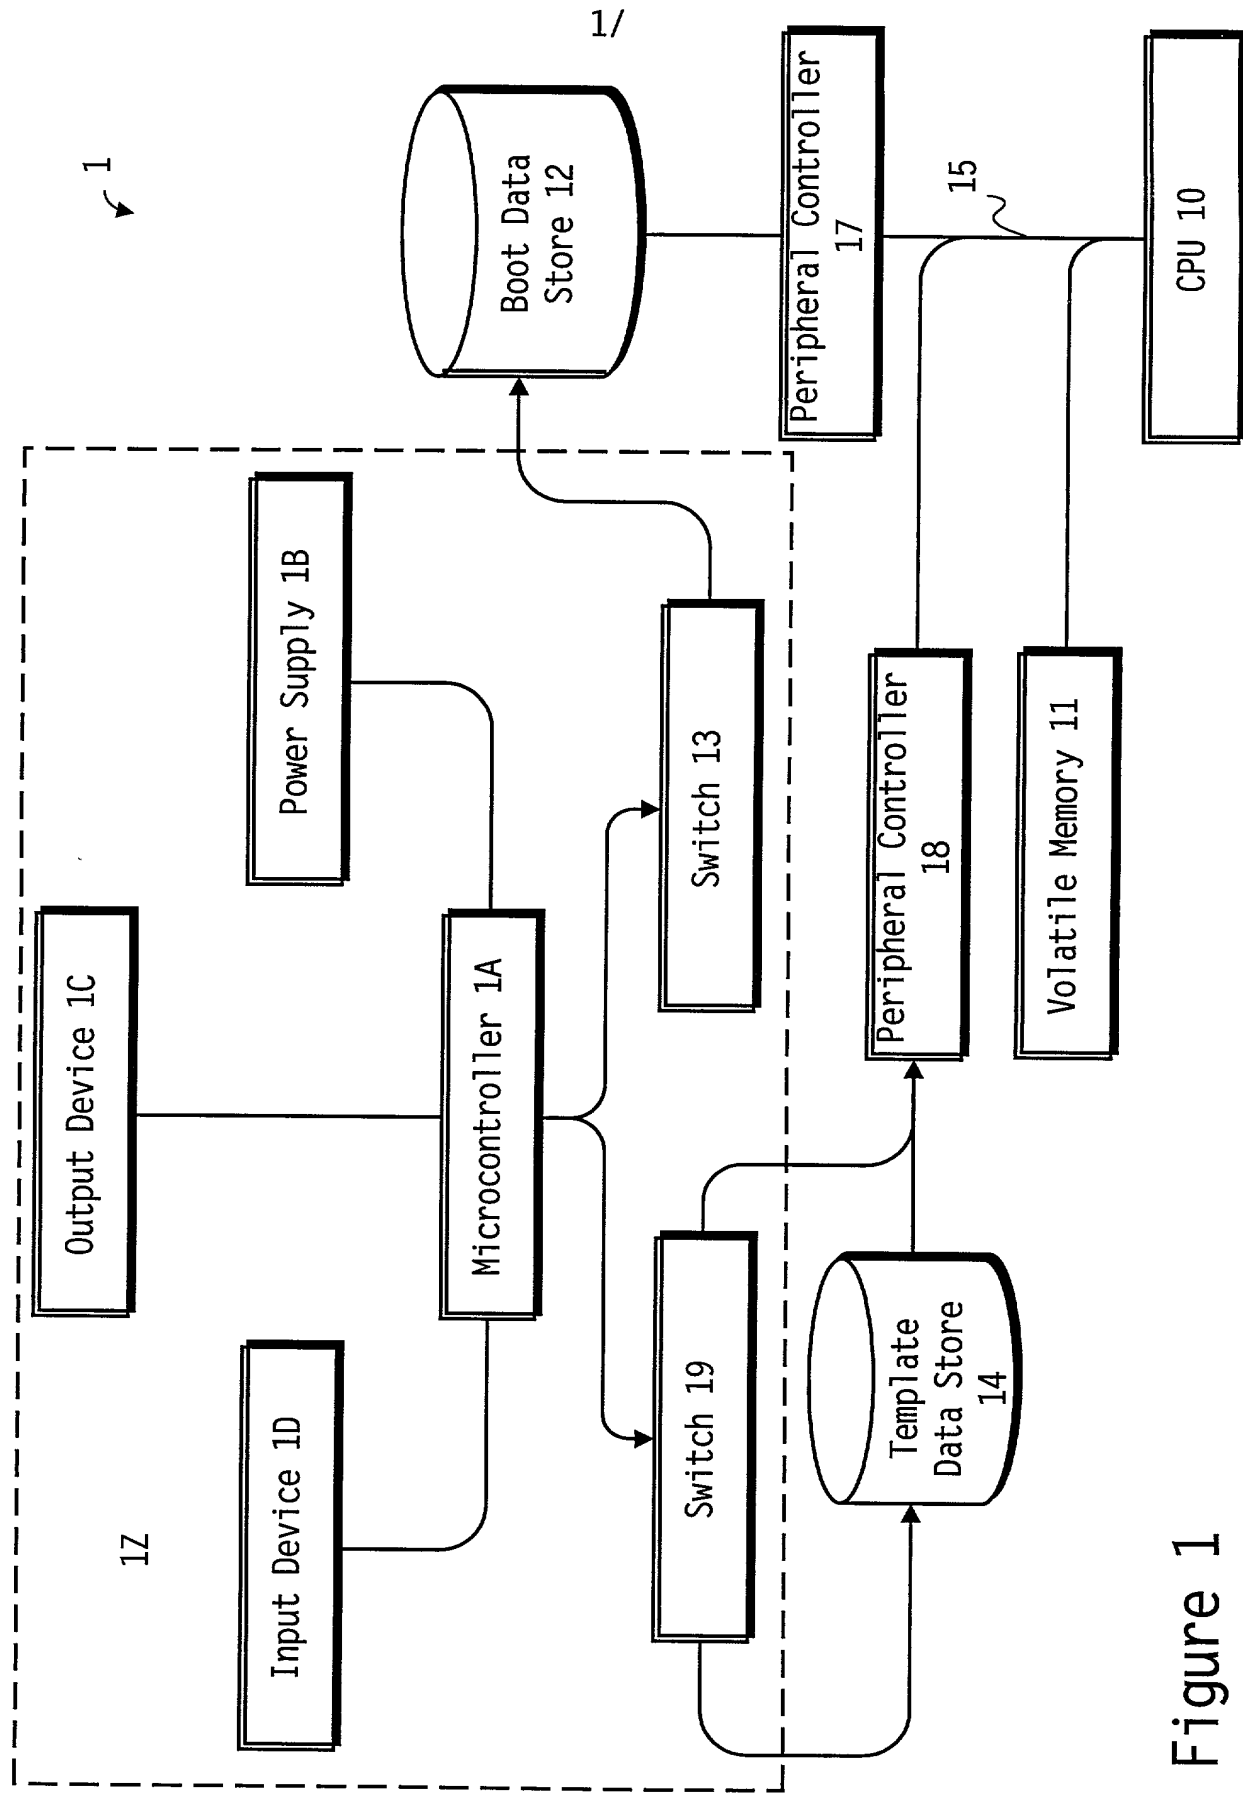 1/
1
1Z
Input Device 1D
Output Device 1C
Power Supply 1B
Microcontroller 1A
Switch 19
Switch 13
Boot Data
Store 12
Template
Data Store
14
Peripheral Controller
18
Peripheral Controller
17
Volatile Memory 11
15
CPU 10
Figure 1